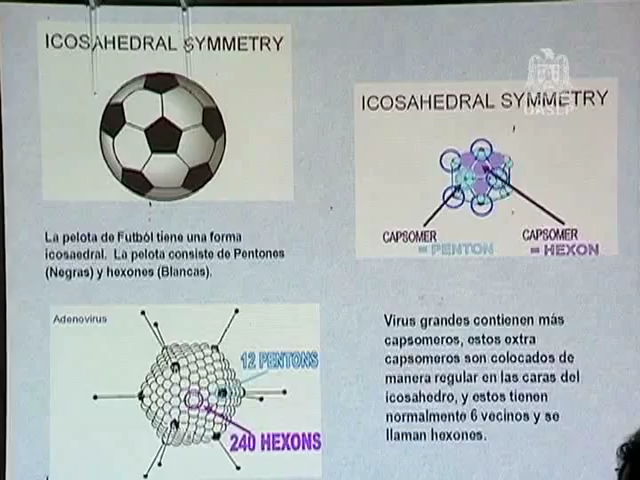 ICOSAHEDRAL SYMMETRY
La pelota de Futból tiene una forma
icosaedral. La pelota consiste de Pentones
(Negras) y hexones (Blancas).
ICOSAHEDRAL SYMMETRY
UASLP
CAPSOMER
= PENTON
CAPSOMER
= HEXON
Adenovirus
12 PENTONS
240 HEXONS
Virus grandes contienen más
capsomeros, estos extra
capsomeros son colocados de
manera regular en las caras del
icosahedro, y estos tienen
normalmente 6 vecinos y se
llaman hexones.